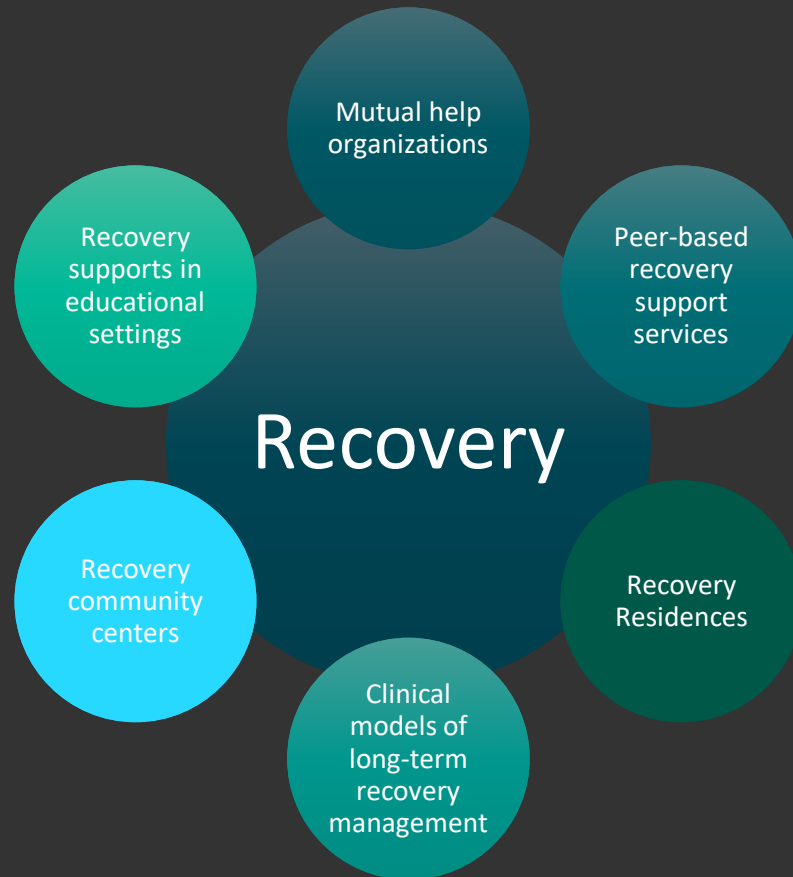 Mutual help
organizations
Peer-based
recovery
support
services
Recovery
Residences
Clinical
models of
long-term
recovery
management
Recovery
community
centers
Recovery
supports in
educational
settings
Recovery